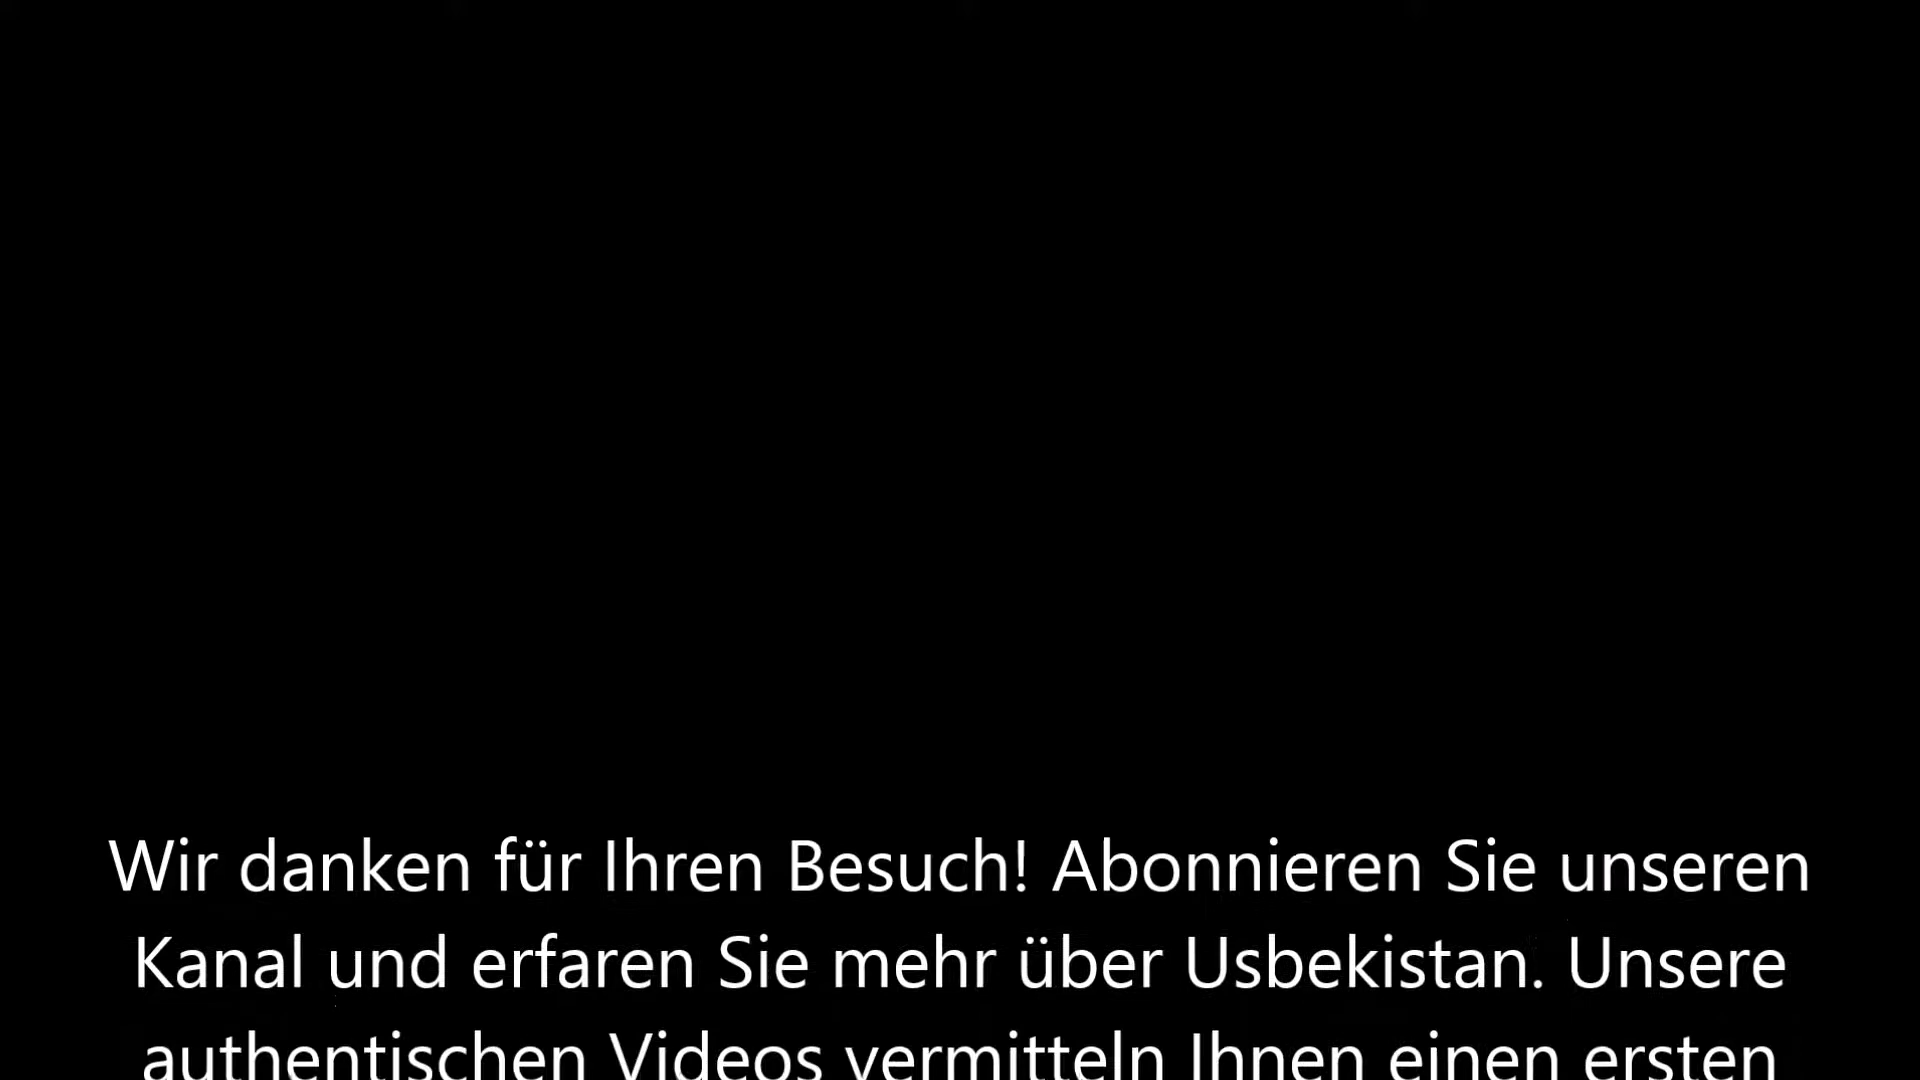 Wir danken für Ihren Besuch! Abonnieren Sie unseren
Kanal und erfaren Sie mehr über Usbekistan. Unsere
authentischen Videos vermitteln Ihnen einen ersten